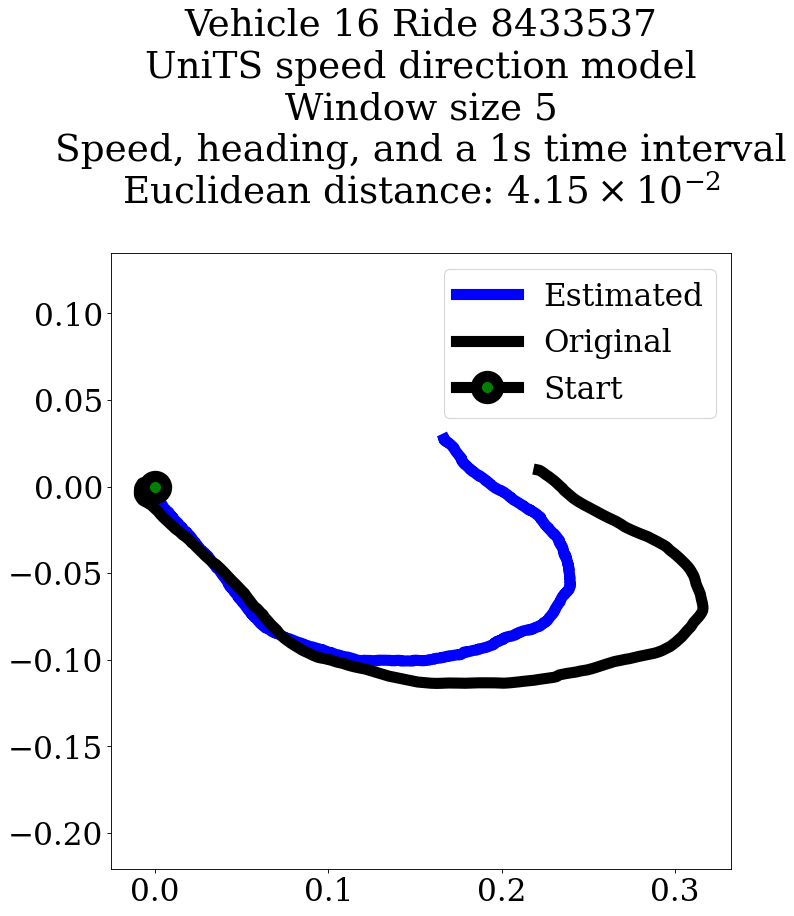 Vehicle 16 Ride 8433537
UniTS speed direction model
Window size 5
Speed, heading, and a 1s time interval
Euclidean distance: 4.15 × 10⁻²
Estimated
Original
Start
0.10
0.05
0.00
−0.05
−0.10
−0.15
−0.20
0.0 0.1 0.2 0.3